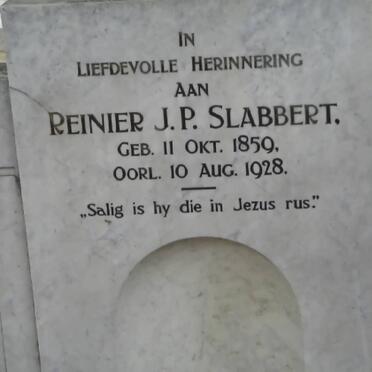 IN
LIEFDEVOLLE HERINNERING
AAN
REINIER J.P. SLABBERT,
GEB. 11 OKT. 1859,
OORL. 10 AUG. 1928.
„Salig is hy die in Jezus rus."